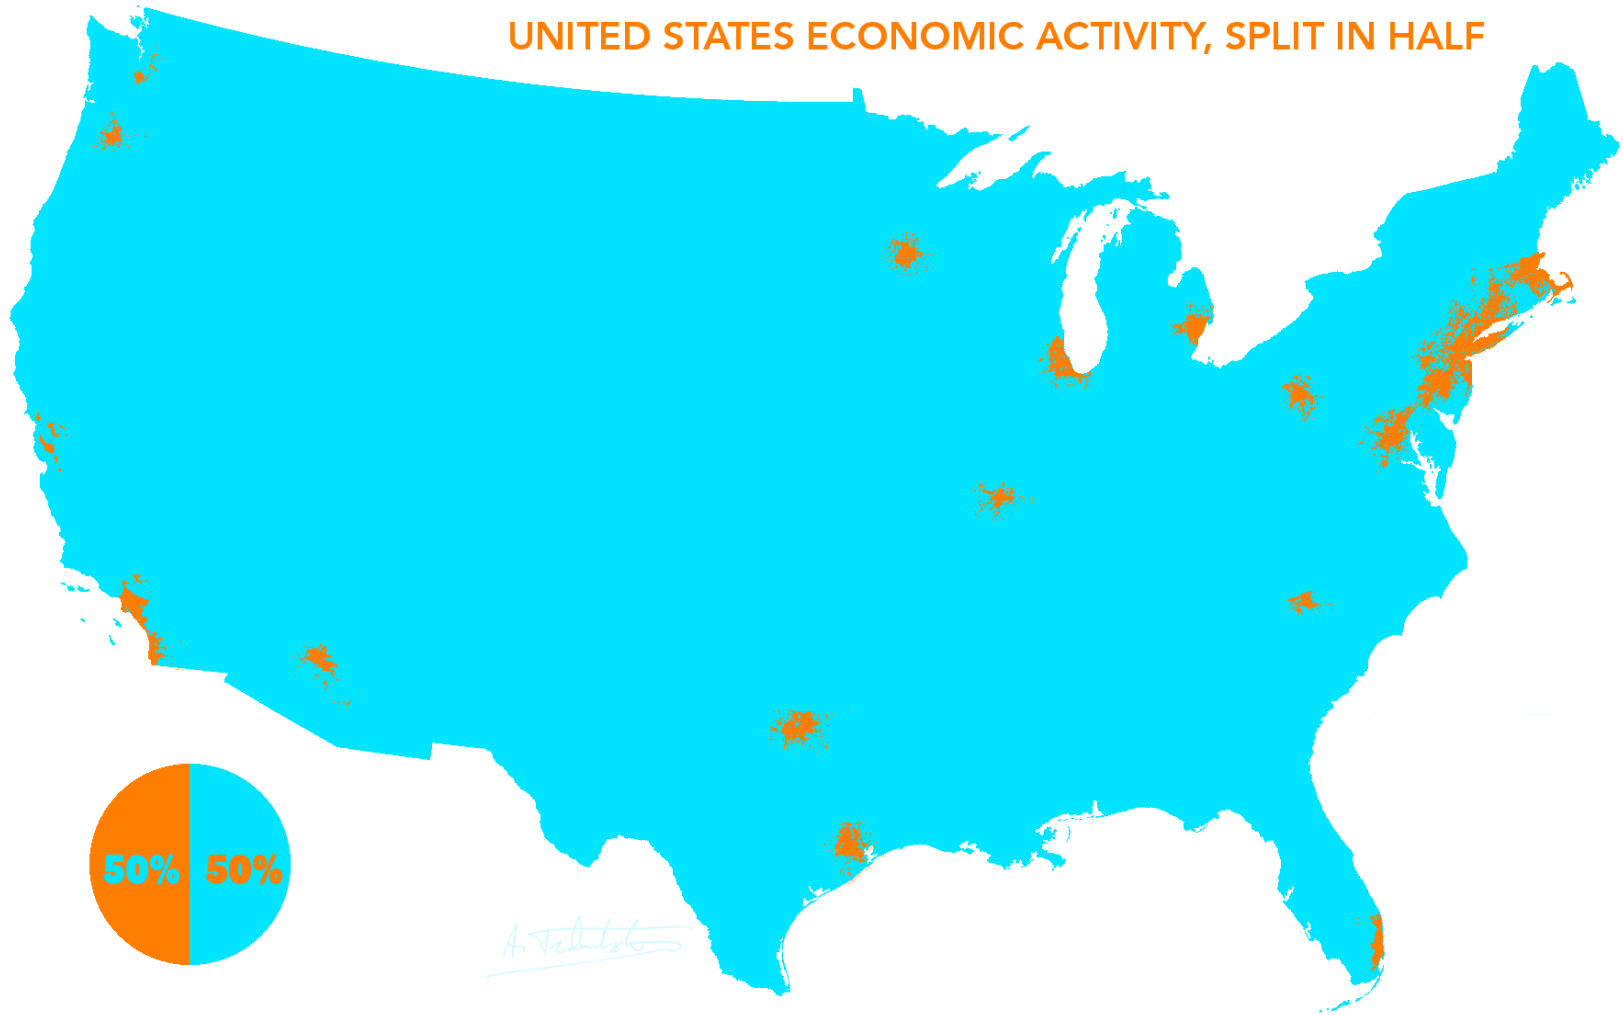 UNITED STATES ECONOMIC ACTIVITY, SPLIT IN HALF
50% 50%